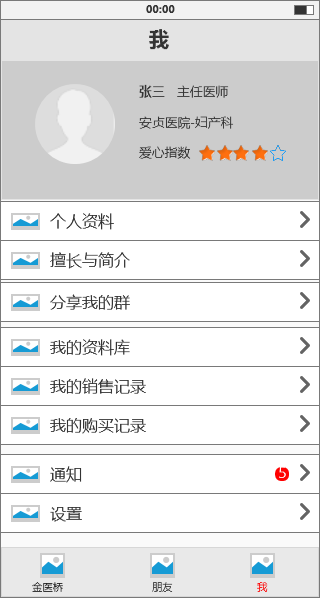 00:00
我
张三 主任医师
安贞医院-妇产科
爱心指数
个人资料
擅长与简介
分享我的群
我的资料库
我的销售记录
我的购买记录
通知 5
设置
金医桥 朋友 我